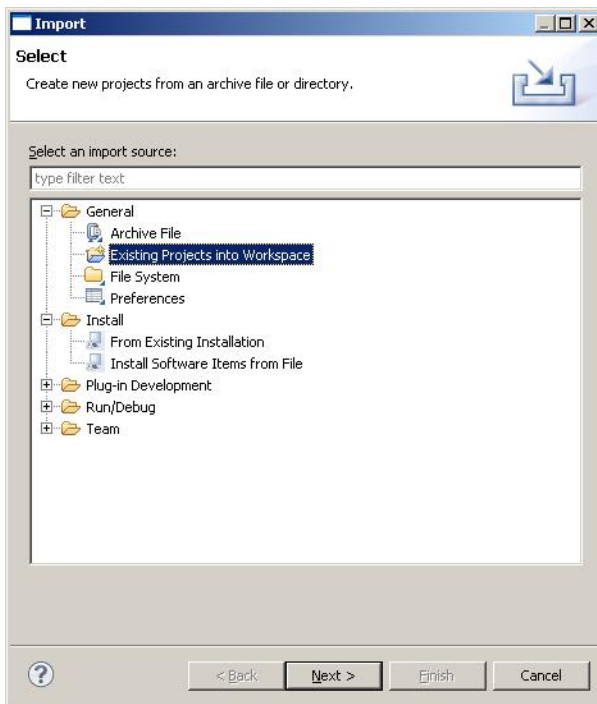 Import
Select
Create new projects from an archive file or directory.
Select an import source:
type filter text
General
Archive File
Existing Projects into Workspace
File System
Preferences
Install
From Existing Installation
Install Software Items from File
Plug-in Development
Run/Debug
Team
? < Back Next > Finish Cancel